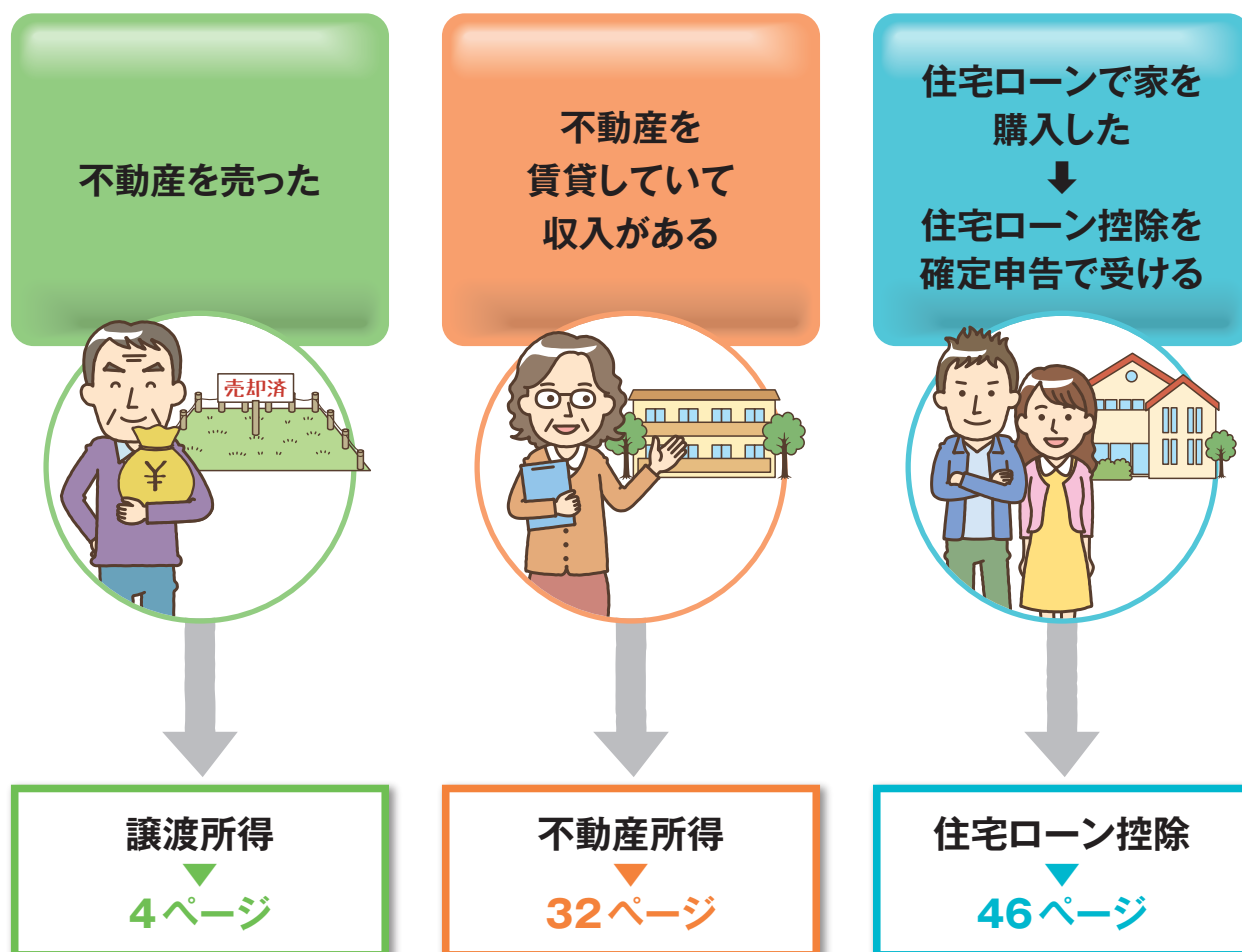 不動産を売った
不動産を
賃貸していて
収入がある
住宅ローンで家を
購入した
⬇
住宅ローン控除を
確定申告で受ける
売却済
¥
譲渡所得
▼
4ページ
不動産所得
▼
32ページ
住宅ローン控除
▼
46ページ